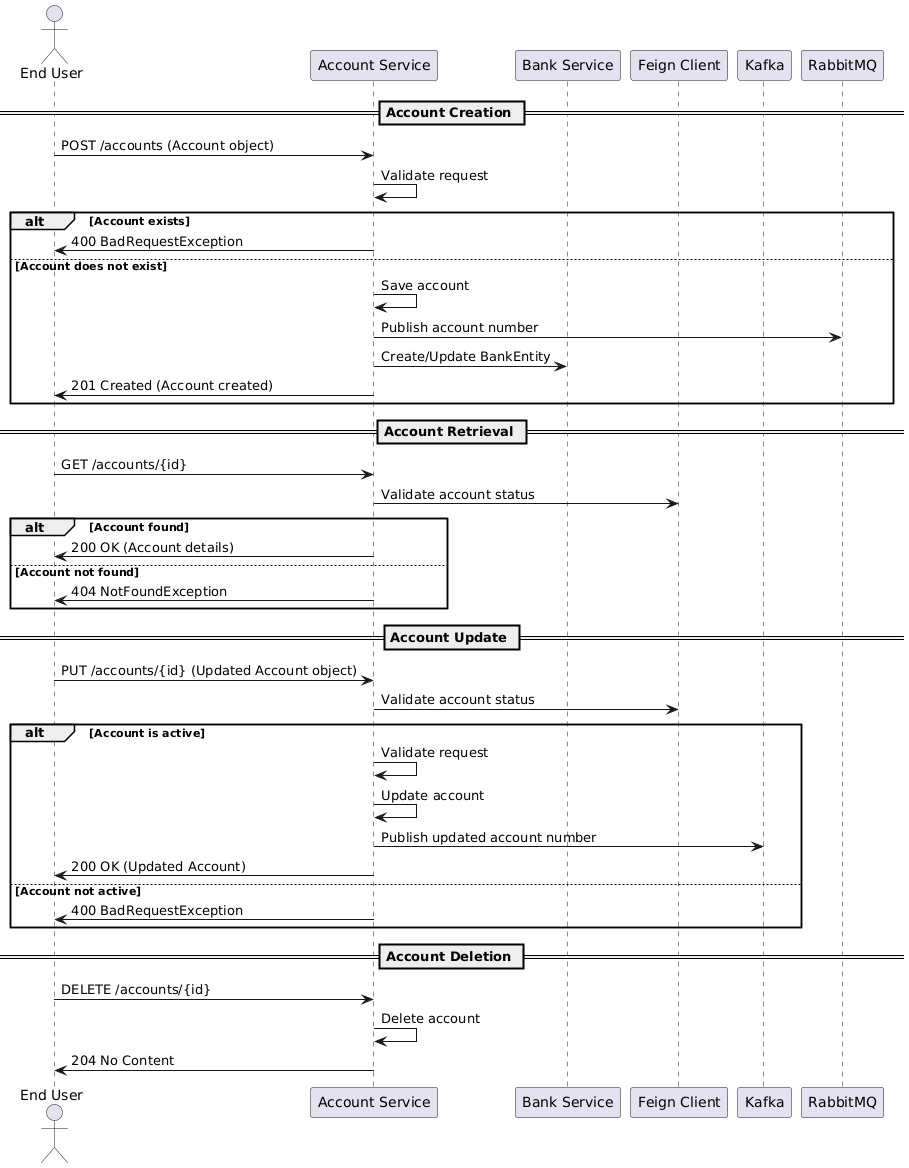 End User
Account Service
Bank Service
Feign Client
Kafka
RabbitMQ
Account Creation
POST /accounts (Account object)
Validate request
alt [Account exists]
400 BadRequestException
[Account does not exist]
Save account
Publish account number
Create/Update BankEntity
201 Created (Account created)
Account Retrieval
GET /accounts/{id}
Validate account status
alt [Account found]
200 OK (Account details)
[Account not found]
404 NotFoundException
Account Update
PUT /accounts/{id} (Updated Account object)
Validate account status
alt [Account is active]
Validate request
Update account
Publish updated account number
200 OK (Updated Account)
[Account not active]
400 BadRequestException
Account Deletion
DELETE /accounts/{id}
Delete account
204 No Content
End User
Account Service
Bank Service
Feign Client
Kafka
RabbitMQ